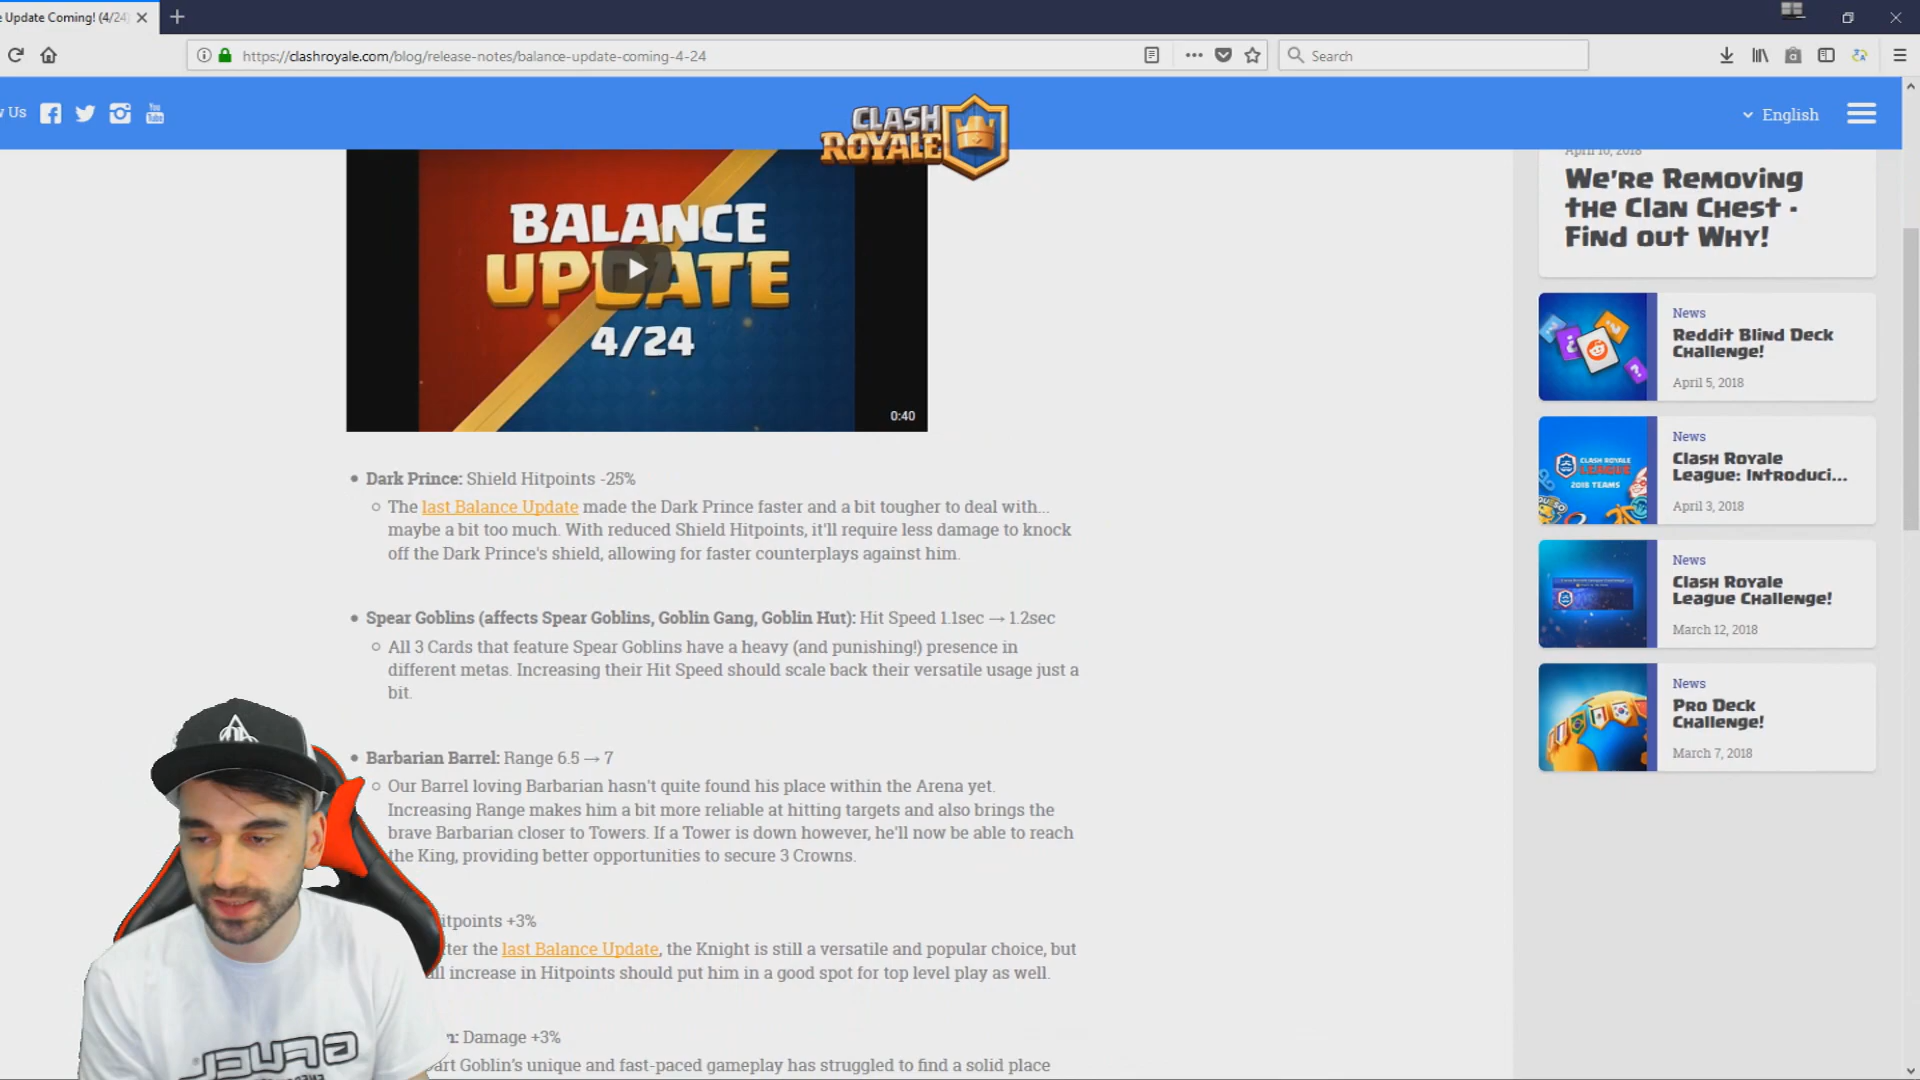 e Update Coming! (4/24)
https://clashroyale.com/blog/release-notes/balance-update-coming-4-24
Search
w Us
You
Tube
CLASH
ROYALE
English
BALANCE
UPDATE
4/24
0:40
Dark Prince: Shield Hitpoints -25%
The last Balance Update made the Dark Prince faster and a bit tougher to deal with...
maybe a bit too much. With reduced Shield Hitpoints, it'll require less damage to knock
off the Dark Prince's shield, allowing for faster counterplays against him.
Spear Goblins (affects Spear Goblins, Goblin Gang, Goblin Hut): Hit Speed 1.1sec → 1.2sec
All 3 Cards that feature Spear Goblins have a heavy (and punishing!) presence in
different metas. Increasing their Hit Speed should scale back their versatile usage just a
bit.
Barbarian Barrel: Range 6.5 → 7
Our Barrel loving Barbarian hasn't quite found his place within the Arena yet.
Increasing Range makes him a bit more reliable at hitting targets and also brings the
brave Barbarian closer to Towers. If a Tower is down however, he'll now be able to reach
the King, providing better opportunities to secure 3 Crowns.
itpoints +3%
ter the last Balance Update, the Knight is still a versatile and popular choice, but
all increase in Hitpoints should put him in a good spot for top level play as well.
n: Damage +3%
art Goblin's unique and fast-paced gameplay has struggled to find a solid place
April 10, 2018
We're Removing
the Clan Chest -
Find out Why!
News
Reddit Blind Deck
Challenge!
April 5, 2018
CLASH ROYALE
LEAGUE
2018 TEAMS
News
Clash Royale
League: Introduci...
April 3, 2018
News
Clash Royale
League Challenge!
March 12, 2018
News
Pro Deck
Challenge!
March 7, 2018